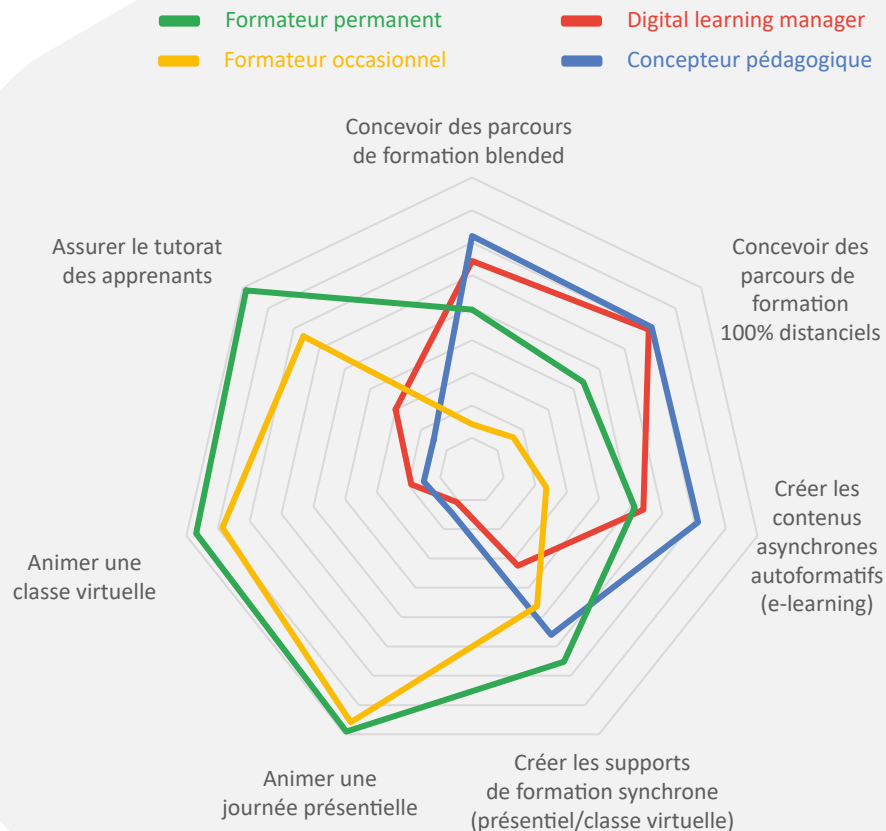 Formateur permanent
Digital learning manager
Formateur occasionnel
Concepteur pédagogique
Concevoir des parcours
de formation blended
Assurer le tutorat
des apprenants
Concevoir des
parcours de
formation
100% distanciels
Créer les
contenus
asynchrones
autoformatifs
(e-learning)
Animer une
classe virtuelle
Animer une
journée présentielle
Créer les supports
de formation synchrone
(présentiel/classe virtuelle)